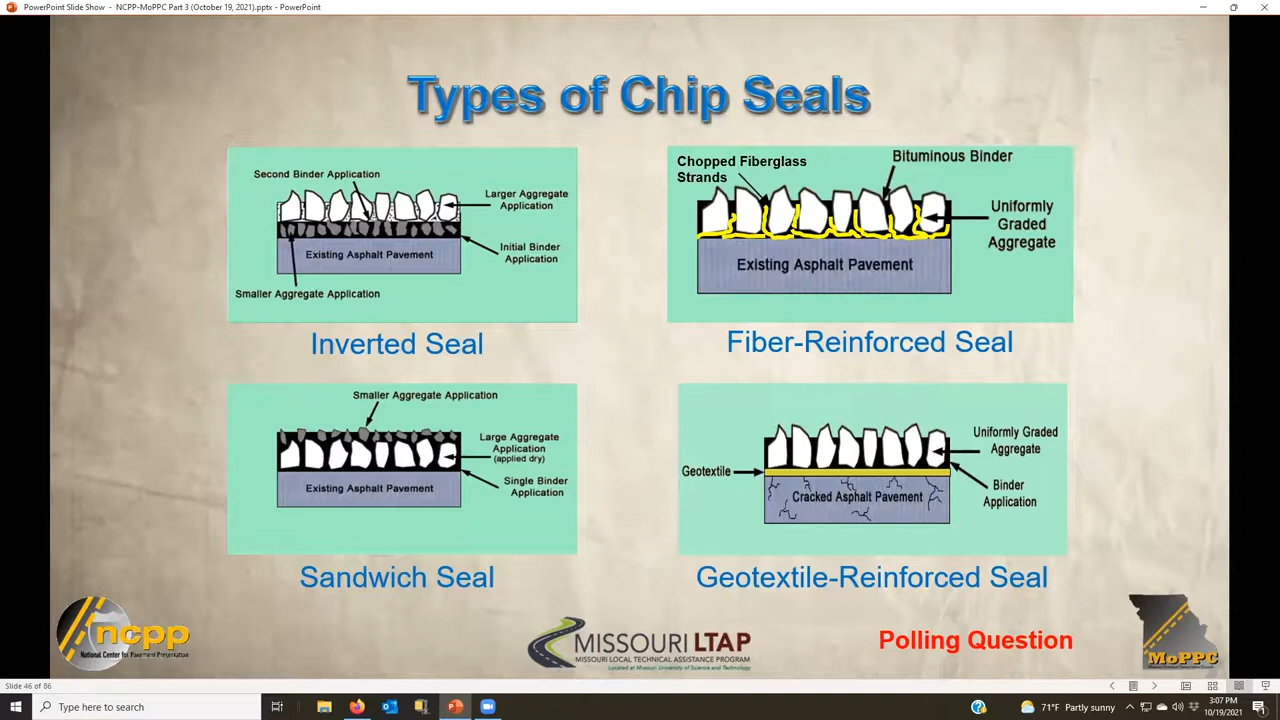 PowerPoint Slide Show - NCPP-MoPPC Part 3 (October 19, 2021).pptx - PowerPoint
Types of Chip Seals
Second Binder Application
Larger Aggregate
Application
Initial Binder
Application
Existing Asphalt Pavement
Smaller Aggregate Application
Inverted Seal
Chopped Fiberglass
Strands
Bituminous Binder
Uniformly
Graded
Aggregate
Existing Asphalt Pavement
Fiber-Reinforced Seal
Smaller Aggregate Application
Large Aggregate
Application
(applied dry)
Single Binder
Application
Existing Asphalt Pavement
Sandwich Seal
Uniformly Graded
Aggregate
Geotextile
Binder
Application
Cracked Asphalt Pavement
Geotextile-Reinforced Seal
ncpp
National Center for Pavement Preservation
MISSOURI LTAP
MISSOURI LOCAL TECHNICAL ASSISTANCE PROGRAM
Located at Missouri University of Science and Technology
Polling Question
MoPPC
Slide 46 of 86
Type here to search
71°F Partly sunny
3:07 PM
10/19/2021